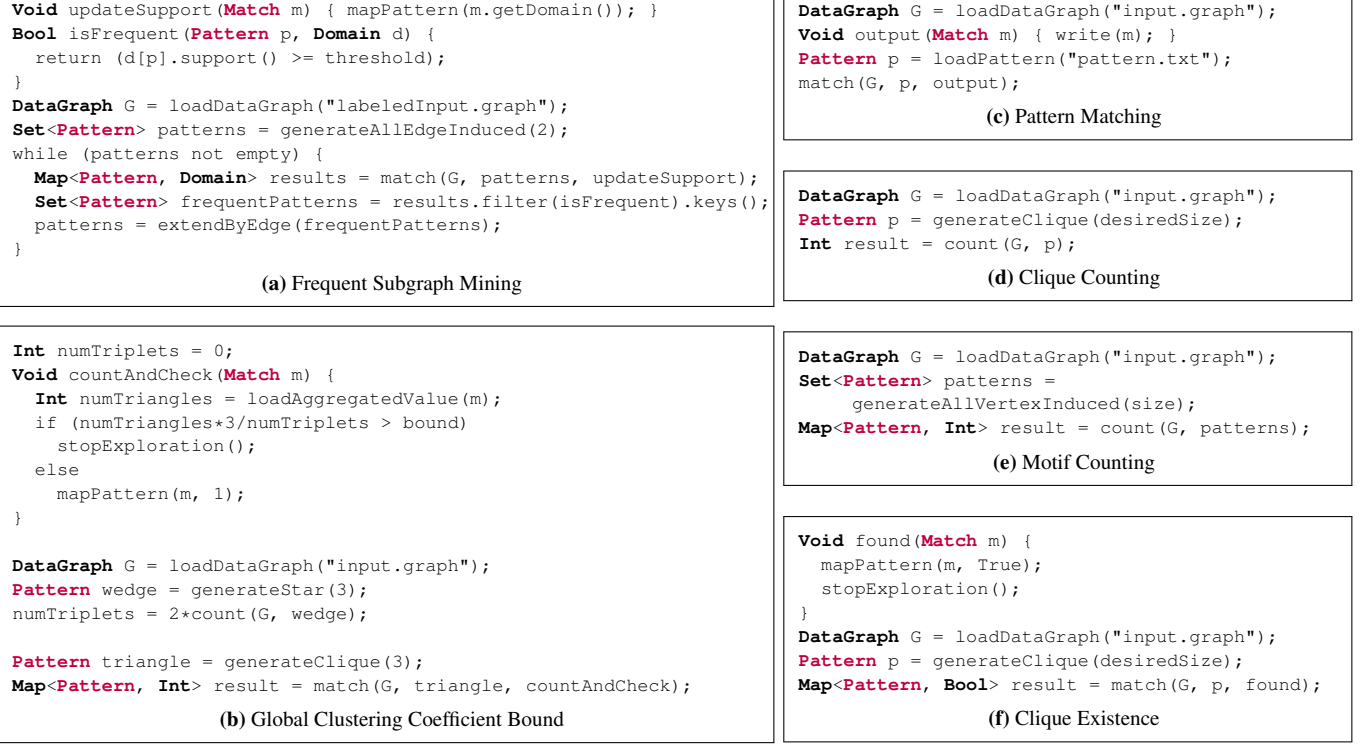 Void updateSupport(Match m) { mapPattern(m.getDomain()); }
Bool isFrequent(Pattern p, Domain d) {
  return (d[p].support() >= threshold);
}
DataGraph G = loadDataGraph("labeledInput.graph");
Set<Pattern> patterns = generateAllEdgeInduced(2);
while (patterns not empty) {
  Map<Pattern, Domain> results = match(G, patterns, updateSupport);
  Set<Pattern> frequentPatterns = results.filter(isFrequent).keys();
  patterns = extendByEdge(frequentPatterns);
}
(a) Frequent Subgraph Mining
Int numTriplets = 0;
Void countAndCheck(Match m) {
  Int numTriangles = loadAggregatedValue(m);
  if (numTriangles*3/numTriplets > bound)
    stopExploration();
  else
    mapPattern(m, 1);
}
DataGraph G = loadDataGraph("input.graph");
Pattern wedge = generateStar(3);
numTriplets = 2*count(G, wedge);
Pattern triangle = generateClique(3);
Map<Pattern, Int> result = match(G, triangle, countAndCheck);
(b) Global Clustering Coefficient Bound
DataGraph G = loadDataGraph("input.graph");
Void output(Match m) { write(m); }
Pattern p = loadPattern("pattern.txt");
match(G, p, output);
(c) Pattern Matching
DataGraph G = loadDataGraph("input.graph");
Pattern p = generateClique(desiredSize);
Int result = count(G, p);
(d) Clique Counting
DataGraph G = loadDataGraph("input.graph");
Set<Pattern> patterns =
     generateAllVertexInduced(size);
Map<Pattern, Int> result = count(G, patterns);
(e) Motif Counting
Void found(Match m) {
  mapPattern(m, True);
  stopExploration();
}
DataGraph G = loadDataGraph("input.graph");
Pattern p = generateClique(desiredSize);
Map<Pattern, Bool> result = match(G, p, found);
(f) Clique Existence